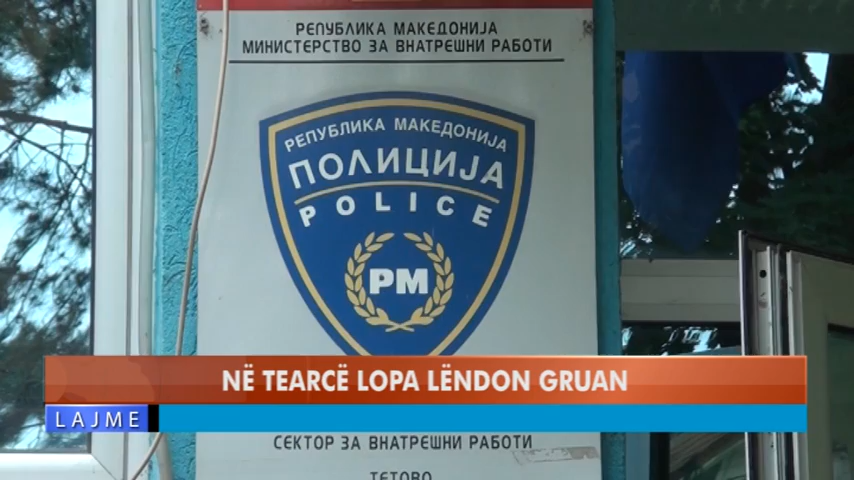 РЕПУБЛИКА МАКЕДОНИЈА
МИНИСТЕРСТВО ЗА ВНАТРЕШНИ РАБОТИ
РЕПУБЛИКА МАКЕДОНИЈА
ПОЛИЦИЈА
POLICE
РМ
NË TEARCË LOPA LËNDON GRUAN
LAJME
СЕКТОР ЗА ВНАТРЕШНИ РАБОТИ
ТЕТОВО